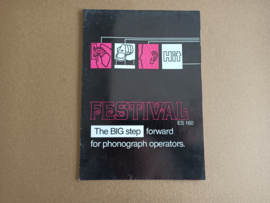 Hit
FESTIVAL
ES 160
The BIG step forward
for phonograph operators.